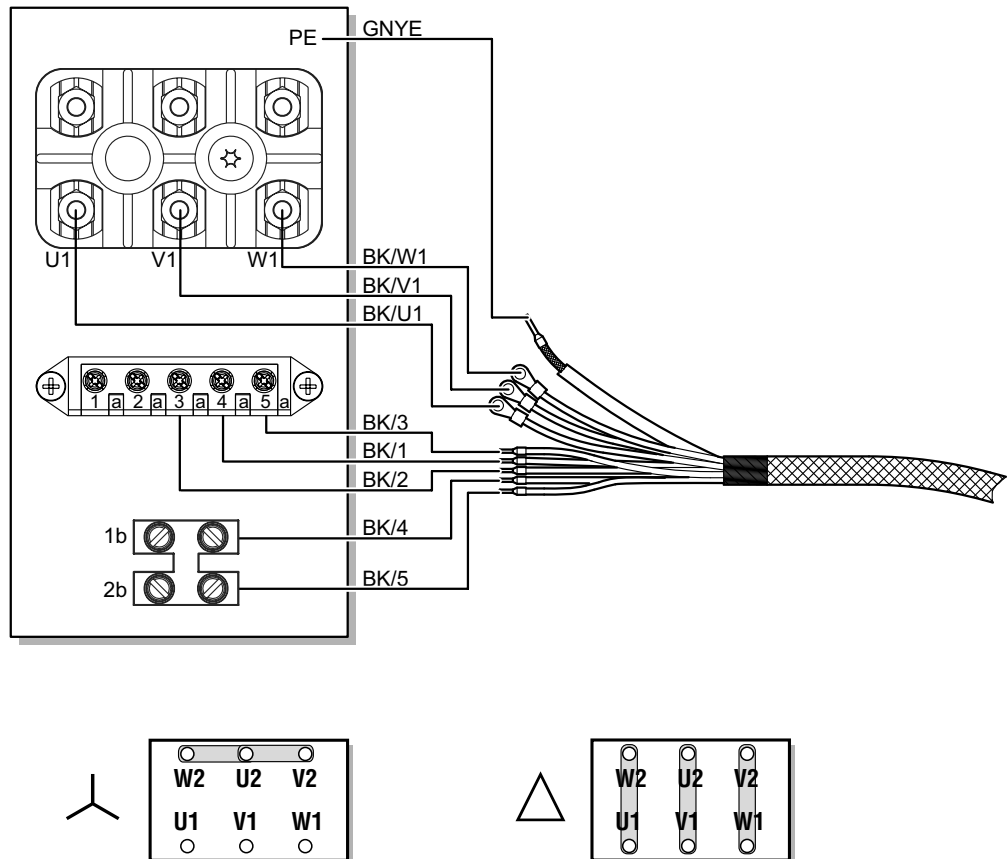 PE GNYE
U1 V1 W1
BK/W1
BK/V1
BK/U1
1 a 2 a 3 a 4 a 5 a
BK/3
BK/1
BK/2
1b BK/4
2b BK/5
W2 U2 V2
U1 V1 W1
W2 U2 V2
U1 V1 W1